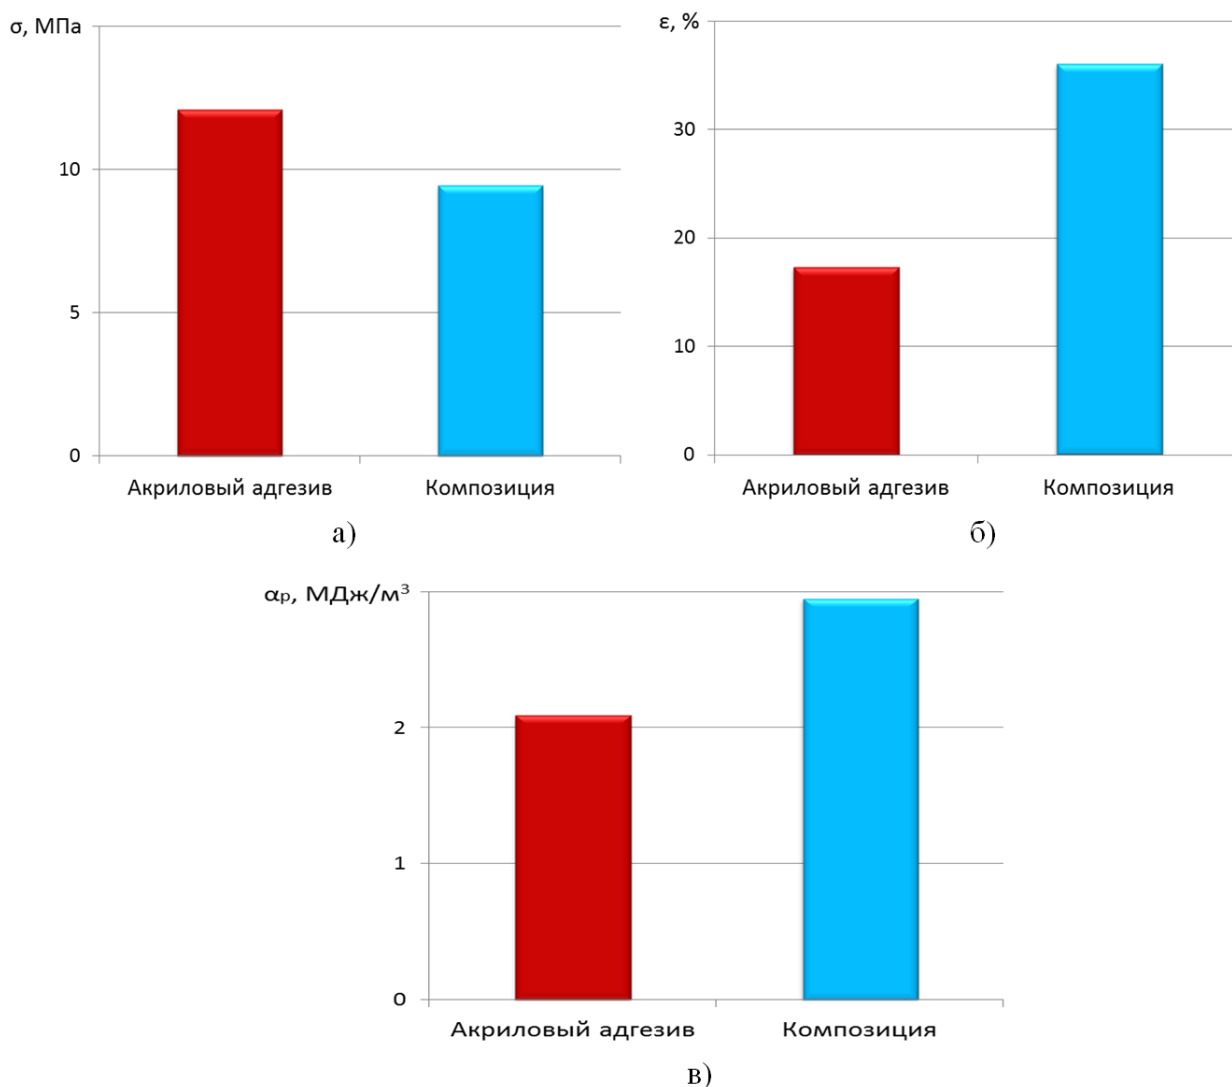 σ, МПа
10
5
0
Акриловый адгезив Композиция
а)
ε, %
30
20
10
0
Акриловый адгезив Композиция
б)
αр, МДж/м³
2
1
0
Акриловый адгезив Композиция
в)